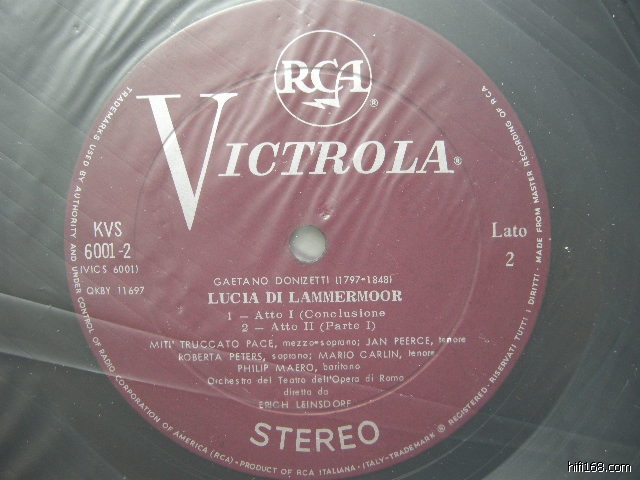 RCA®
VICTROLA®
KVS
6001-2
(VICS 6001)
QKBY 11697
Lato
2
GAETANO DONIZETTI (1797-1848)
LUCIA DI LAMMERMOOR
1 — Atto I (Conclusione
2 — Atto II (Parte I)
MITI' TRUCCATO PACE, mezzo-soprano; JAN PEERCE, tenore
ROBERTA PETERS, soprano; MARIO CARLIN, tenore
PHILIP MAERO, baritono
Orchestra del Teatro dell'Opera di Roma
diretta da
ERICH LEINSDORF
STEREO
TRADEMARKS USED BY AUTHORITY AND UNDER CONTROL OF RADIO CORPORATION OF AMERICA (RCA) - PRODUCT OF RCA ITALIANA - ITALY-TRADEMARK ® REGISTERED - RISERVATI TUTTI I DIRITTI - MADE FROM MASTER RECORDING OF RCA
hifi168.com